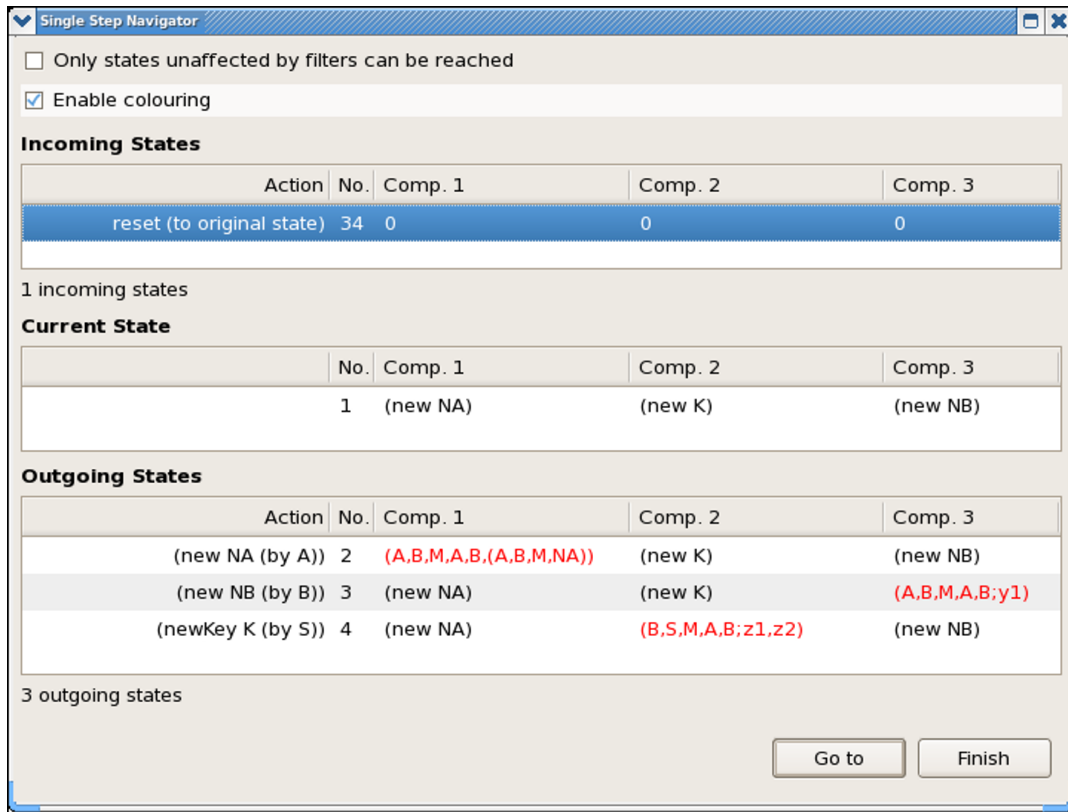 Single Step Navigator
Only states unaffected by filters can be reached
Enable colouring
Incoming States
Action No. Comp. 1 Comp. 2 Comp. 3
reset (to original state) 34 0 0 0
1 incoming states
Current State
No. Comp. 1 Comp. 2 Comp. 3
1 (new NA) (new K) (new NB)
Outgoing States
Action No. Comp. 1 Comp. 2 Comp. 3
(new NA (by A)) 2 (A,B,M,A,B,(A,B,M,NA)) (new K) (new NB)
(new NB (by B)) 3 (new NA) (new K) (A,B,M,A,B;y1)
(newKey K (by S)) 4 (new NA) (B,S,M,A,B;z1,z2) (new NB)
3 outgoing states
Go to Finish